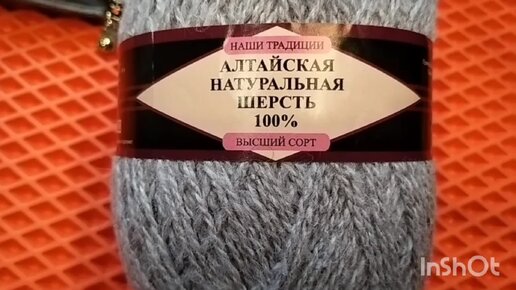 НАШИ ТРАДИЦИИ
АЛТАЙСКАЯ
НАТУРАЛЬНАЯ
ШЕРСТЬ
100%
ВЫСШИЙ СОРТ
InShOt